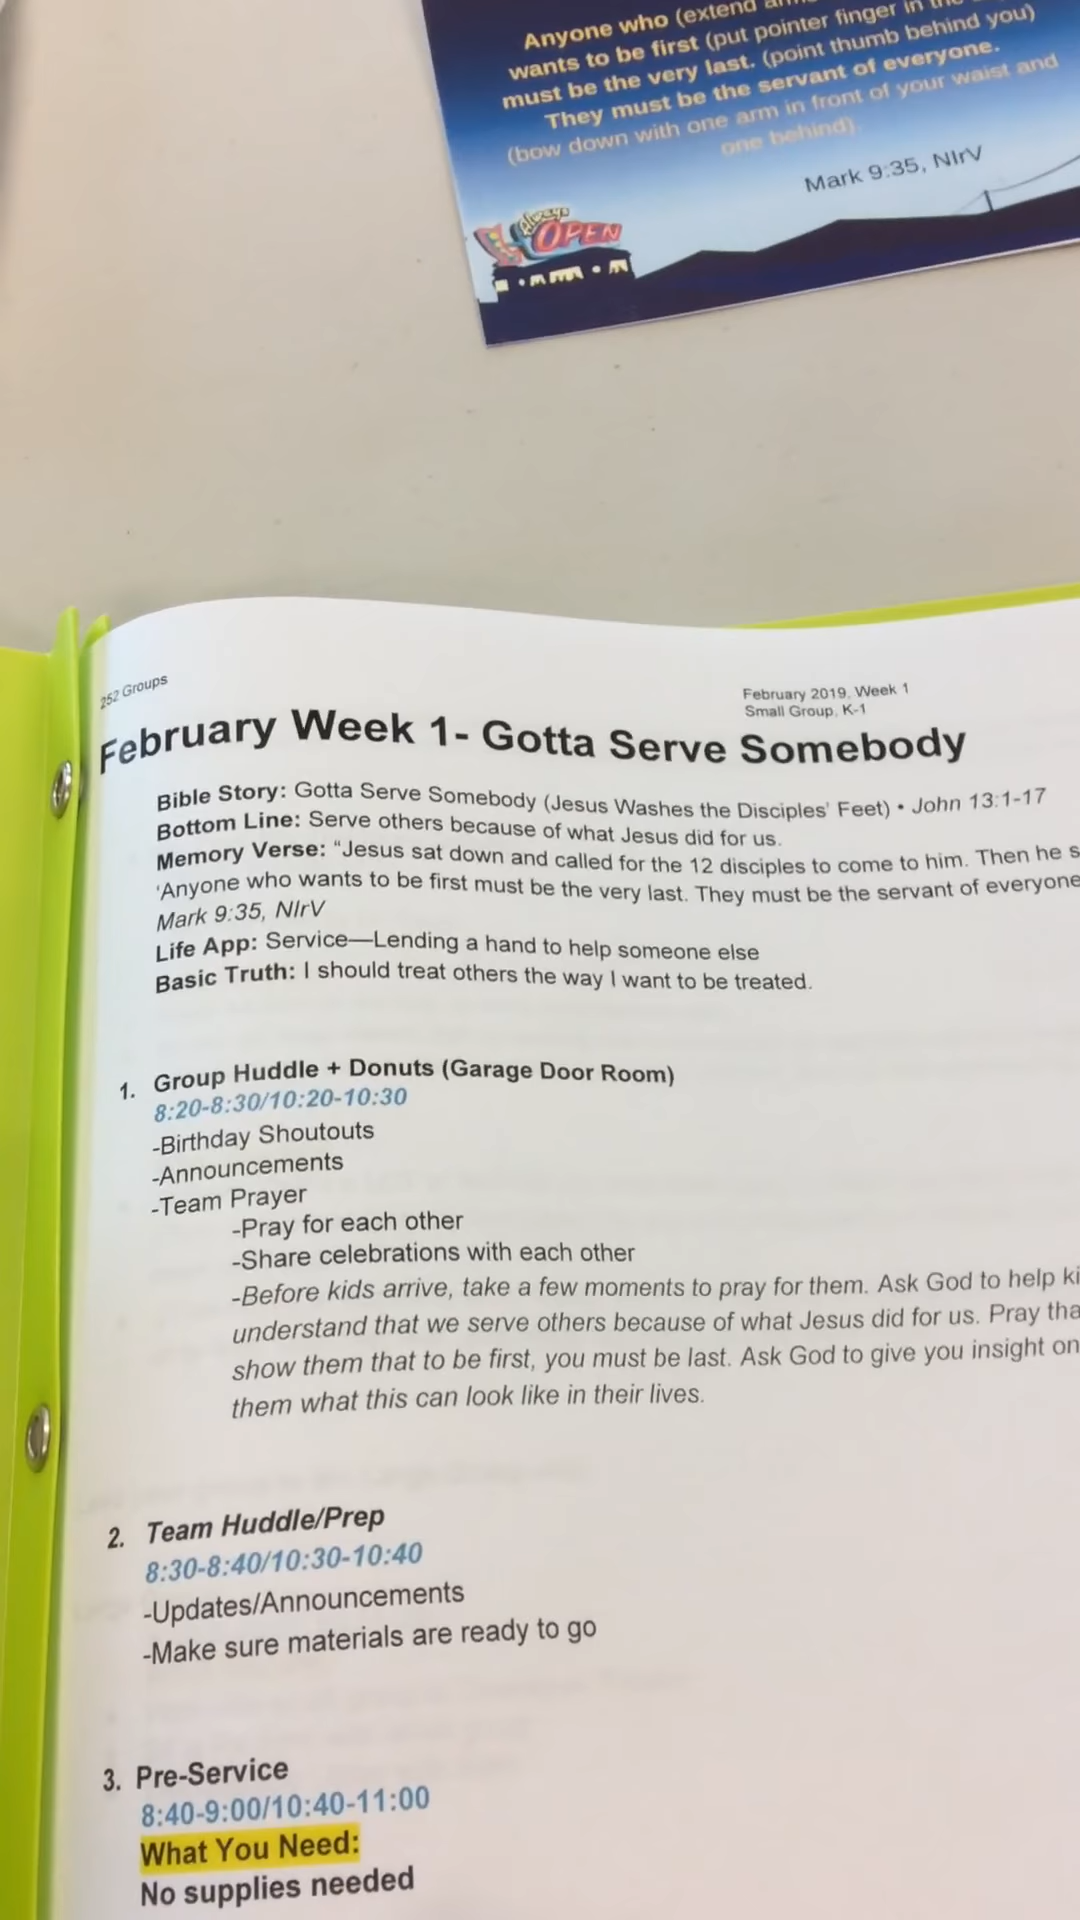 Anyone who (extend
wants to be first (put pointer finger in
must be the very last. (point thumb behind you)
They must be the servant of everyone.
(bow down with one arm in front of your waist and
one behind)
Mark 9:35, NIrV
Always
OPEN
252 Groups
February 2019, Week 1
Small Group, K-1
February Week 1- Gotta Serve Somebody
Bible Story: Gotta Serve Somebody (Jesus Washes the Disciples' Feet) • John 13:1-17
Bottom Line: Serve others because of what Jesus did for us.
Memory Verse: "Jesus sat down and called for the 12 disciples to come to him. Then he s
'Anyone who wants to be first must be the very last. They must be the servant of everyone
Mark 9:35, NIrV
Life App: Service—Lending a hand to help someone else
Basic Truth: I should treat others the way I want to be treated.
1. Group Huddle + Donuts (Garage Door Room)
8:20-8:30/10:20-10:30
-Birthday Shoutouts
-Announcements
-Team Prayer
-Pray for each other
-Share celebrations with each other
-Before kids arrive, take a few moments to pray for them. Ask God to help ki
understand that we serve others because of what Jesus did for us. Pray tha
show them that to be first, you must be last. Ask God to give you insight on
them what this can look like in their lives.
2. Team Huddle/Prep
8:30-8:40/10:30-10:40
-Updates/Announcements
-Make sure materials are ready to go
3. Pre-Service
8:40-9:00/10:40-11:00
What You Need:
No supplies needed